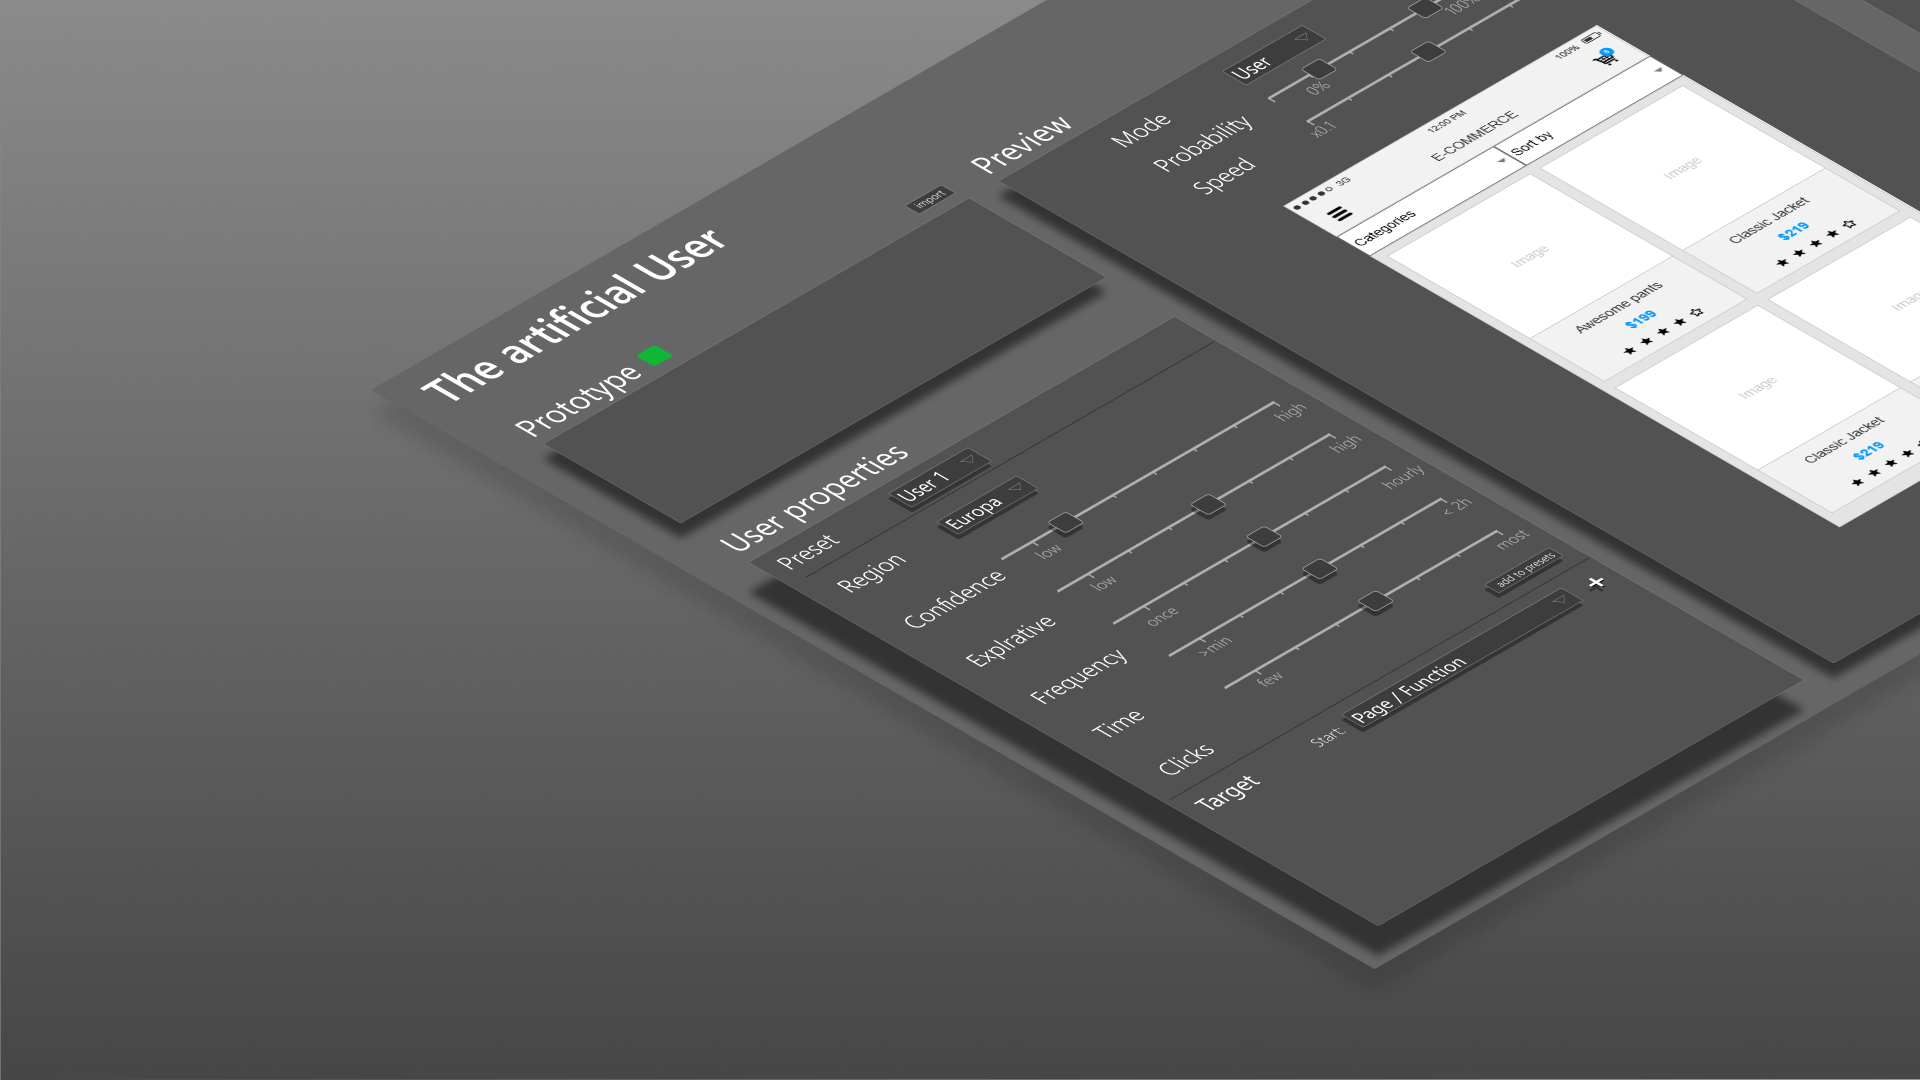 The artificial User
Prototype
import
User properties
Preset User 1
Region Europa
Confidence low high
Explrative low high
Frequency once hourly
Time >min < 2h
Clicks few most
add to presets
Target Start: Page / Function
Preview
Mode User
Probability 0% 100%
Speed x0.1
3G 12:00 PM 100%
E-COMMERCE
Categories Sort by
Image Image
Awesome pants
$199
Classic Jacket
$219
Image
Classic Jacket
$219